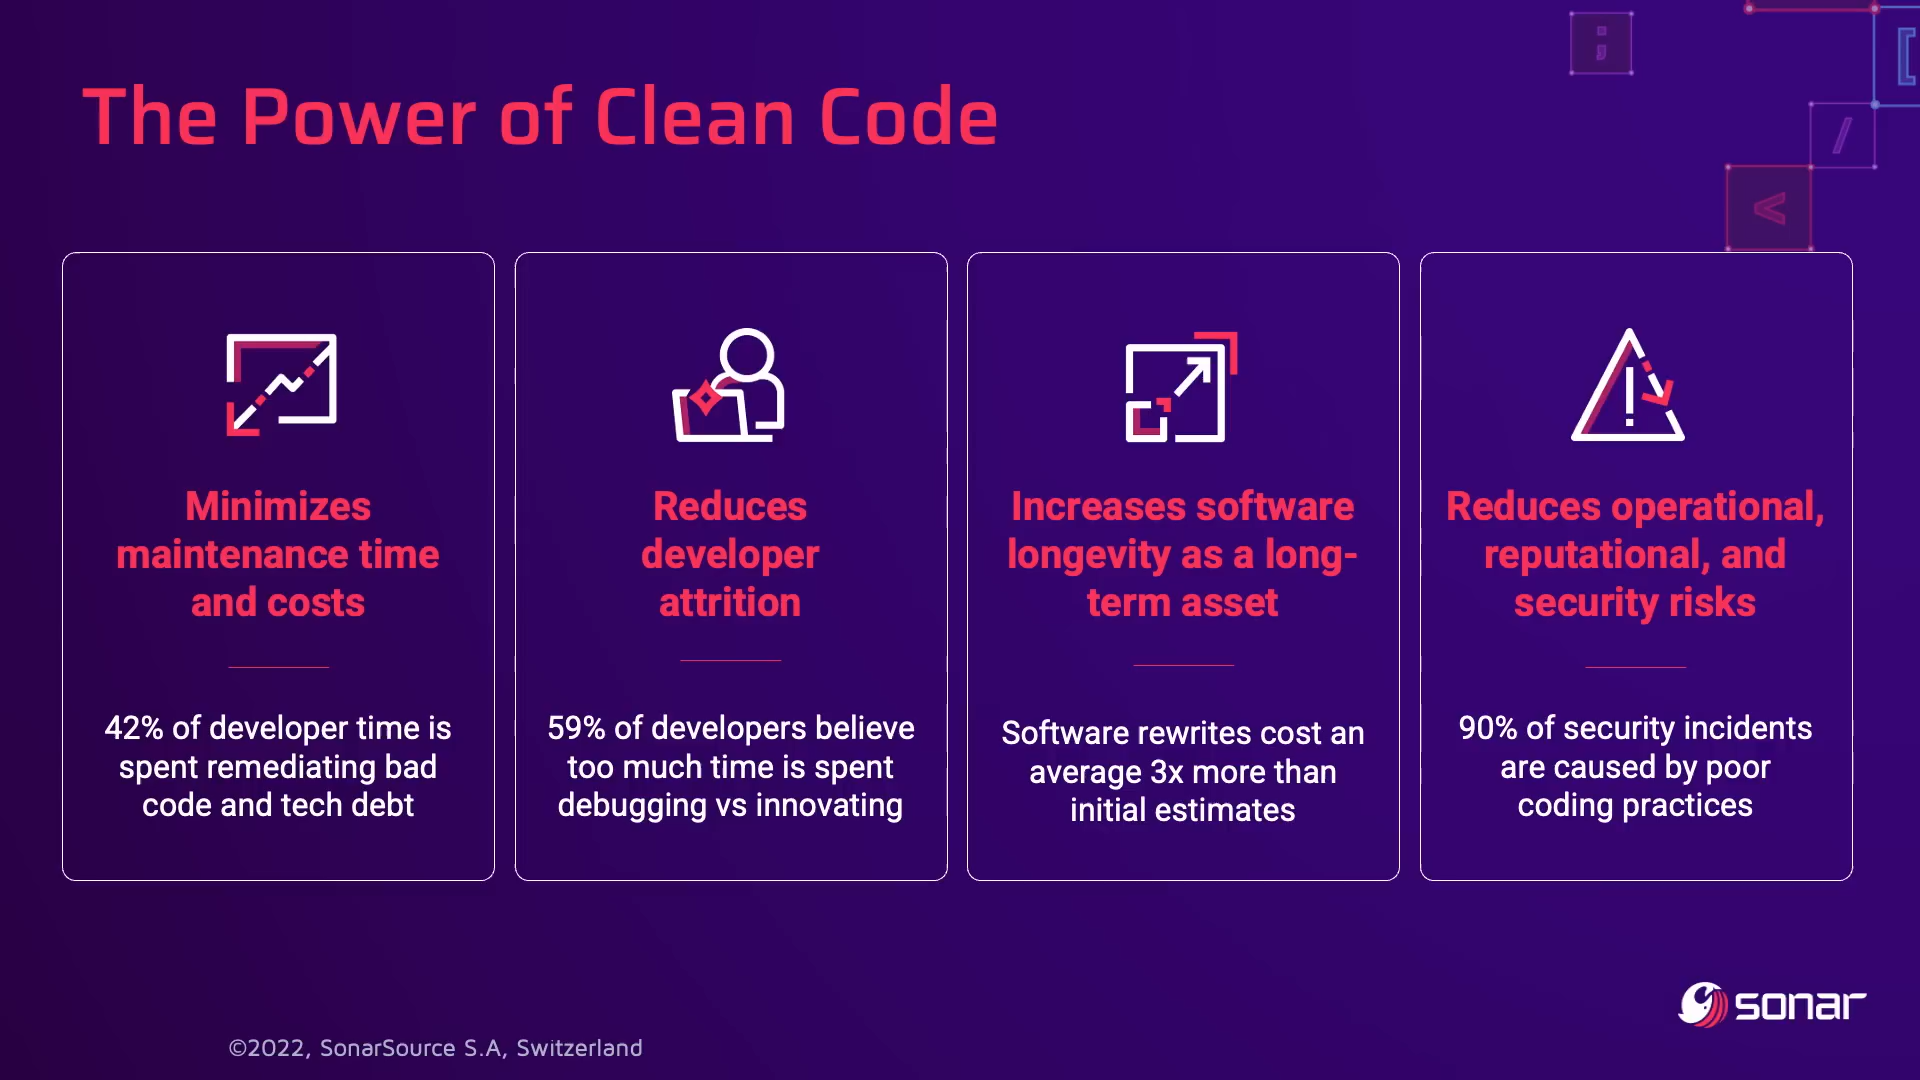 The Power of Clean Code
;
[
/
<
Minimizes
maintenance time
and costs
42% of developer time is
spent remediating bad
code and tech debt
Reduces
developer
attrition
59% of developers believe
too much time is spent
debugging vs innovating
Increases software
longevity as a long-
term asset
Software rewrites cost an
average 3x more than
initial estimates
Reduces operational,
reputational, and
security risks
90% of security incidents
are caused by poor
coding practices
sonar
©2022, SonarSource S.A, Switzerland